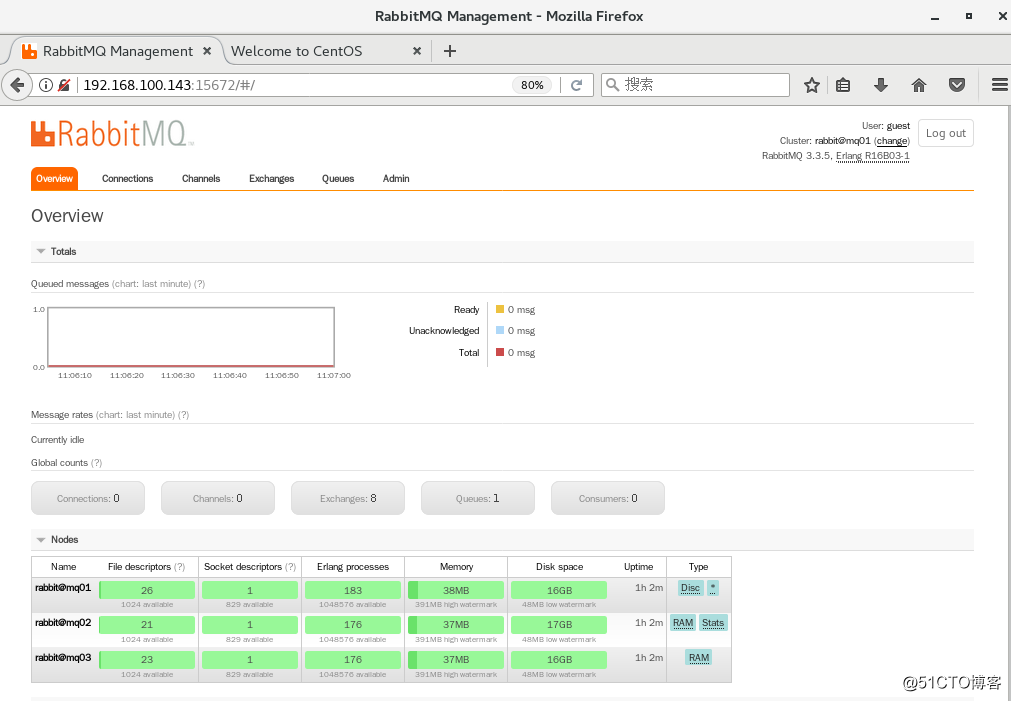 RabbitMQ Management - Mozilla Firefox
RabbitMQ Management
Welcome to CentOS
192.168.100.143:15672/#/
80%
搜索
RabbitMQ
User: guest
Cluster: rabbit@mq01 (change)
RabbitMQ 3.3.5, Erlang R16B03-1
Log out
Overview Connections Channels Exchanges Queues Admin
Overview
Totals
Queued messages (chart: last minute) (?)
1.0
0.0
11:06:10 11:06:20 11:06:30 11:06:40 11:06:50 11:07:00
Ready 0 msg
Unacknowledged 0 msg
Total 0 msg
Message rates (chart: last minute) (?)
Currently idle
Global counts (?)
Connections: 0 Channels: 0 Exchanges: 8 Queues: 1 Consumers: 0
Nodes
Name File descriptors (?) Socket descriptors (?) Erlang processes Memory Disk space Uptime Type
rabbit@mq01 26 1 183 38MB 16GB 1h 2m Disc *
1024 available 829 available 1048576 available 391MB high watermark 48MB low watermark
rabbit@mq02 21 1 176 37MB 17GB 1h 2m RAM Stats
1024 available 829 available 1048576 available 391MB high watermark 48MB low watermark
rabbit@mq03 23 1 176 37MB 16GB 1h 2m RAM
1024 available 829 available 1048576 available 391MB high watermark 48MB low watermark
@51CTO博客